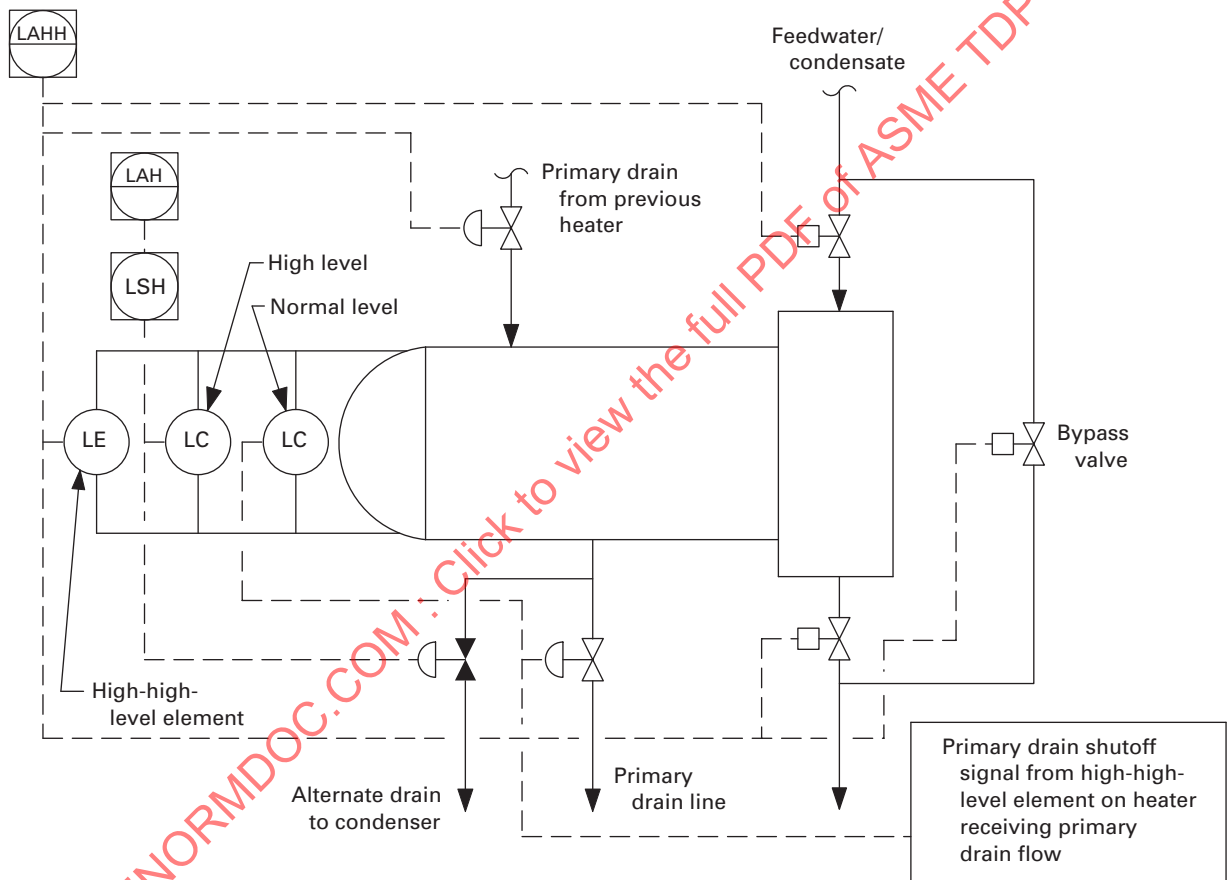 LAHH
Feedwater/
condensate
LAH
Primary drain
from previous
heater
LSH
High level
Normal level
LE
LC
LC
Bypass
valve
High-high-
level element
Alternate drain
to condenser
Primary
drain line
Primary drain shutoff
signal from high-high-
level element on heater
receiving primary
drain flow
NORMDOC.COM : Click to view the full PDF of ASME TDP